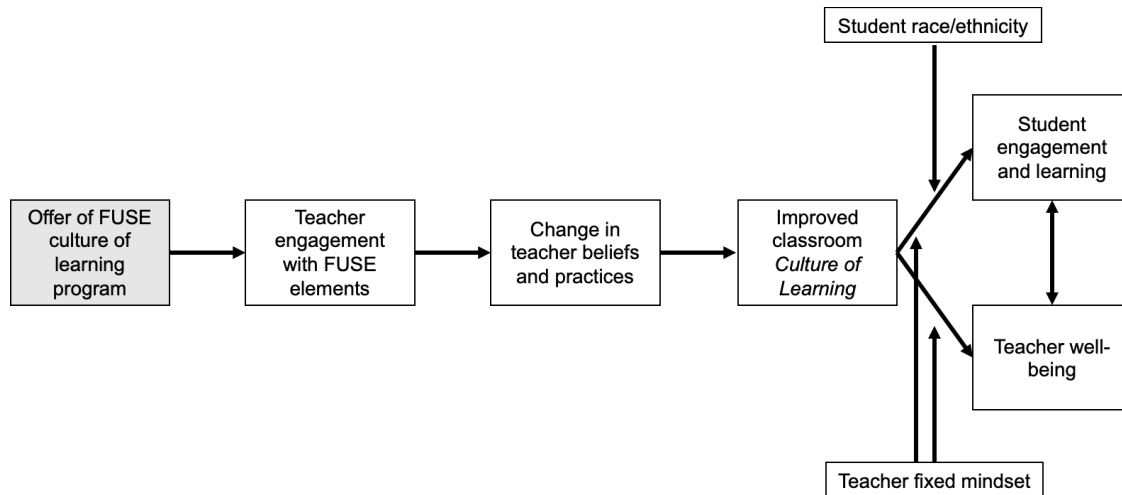 Student race/ethnicity
Student
engagement
and learning
Offer of FUSE
culture of
learning
program
Teacher
engagement
with FUSE
elements
Change in
teacher beliefs
and practices
Improved
classroom
Culture of
Learning
Teacher well-
being
Teacher fixed mindset